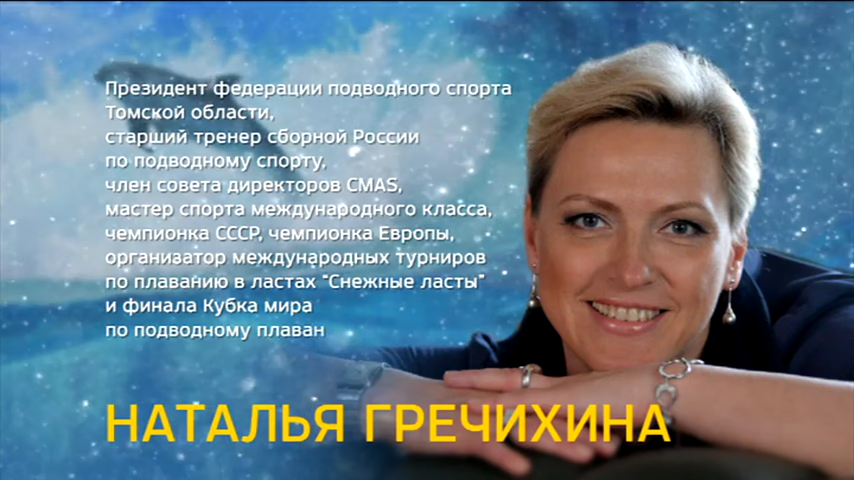 Президент федерации подводного спорта
Томской области,
старший тренер сборной России
по подводному спорту,
член совета директоров CMAS,
мастер спорта международного класса,
чемпионка СССР, чемпионка Европы,
организатор международных турниров
по плаванию в ластах "Снежные ласты"
и финала Кубка мира
по подводному плаван
НАТАЛЬЯ ГРЕЧИХИНА